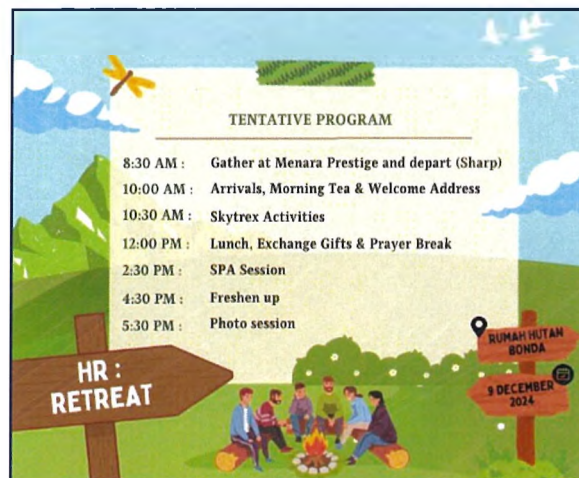 TENTATIVE PROGRAM
8:30 AM : Gather at Menara Prestige and depart (Sharp)
10:00 AM : Arrivals, Morning Tea & Welcome Address
10:30 AM : Skytrex Activities
12:00 PM : Lunch, Exchange Gifts & Prayer Break
2:30 PM : SPA Session
4:30 PM : Freshen up
5:30 PM : Photo session
HR :
RETREAT
RUMAH HUTAN
BONDA
9 DECEMBER
2024